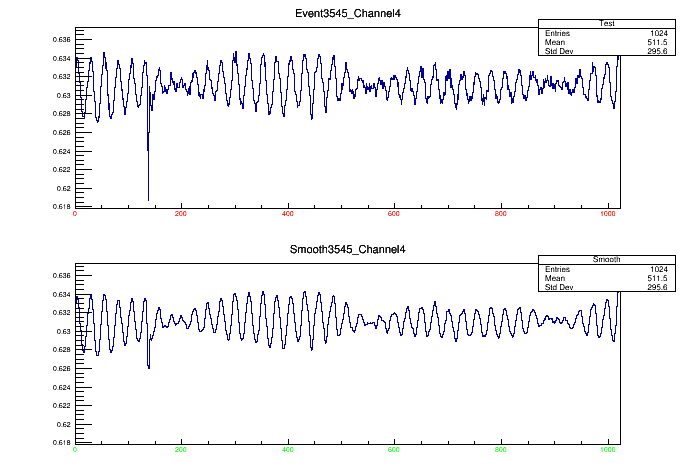 Event3545_Channel4
Test
Entries 1024
Mean 511.5
Std Dev 295.6
0.636
0.634
0.632
0.63
0.628
0.626
0.624
0.622
0.62
0.618
0 200 400 600 800 1000
Smooth3545_Channel4
Smooth
Entries 1024
Mean 511.5
Std Dev 295.6
0.636
0.634
0.632
0.63
0.628
0.626
0.624
0.622
0.62
0.618
0 200 400 600 800 1000